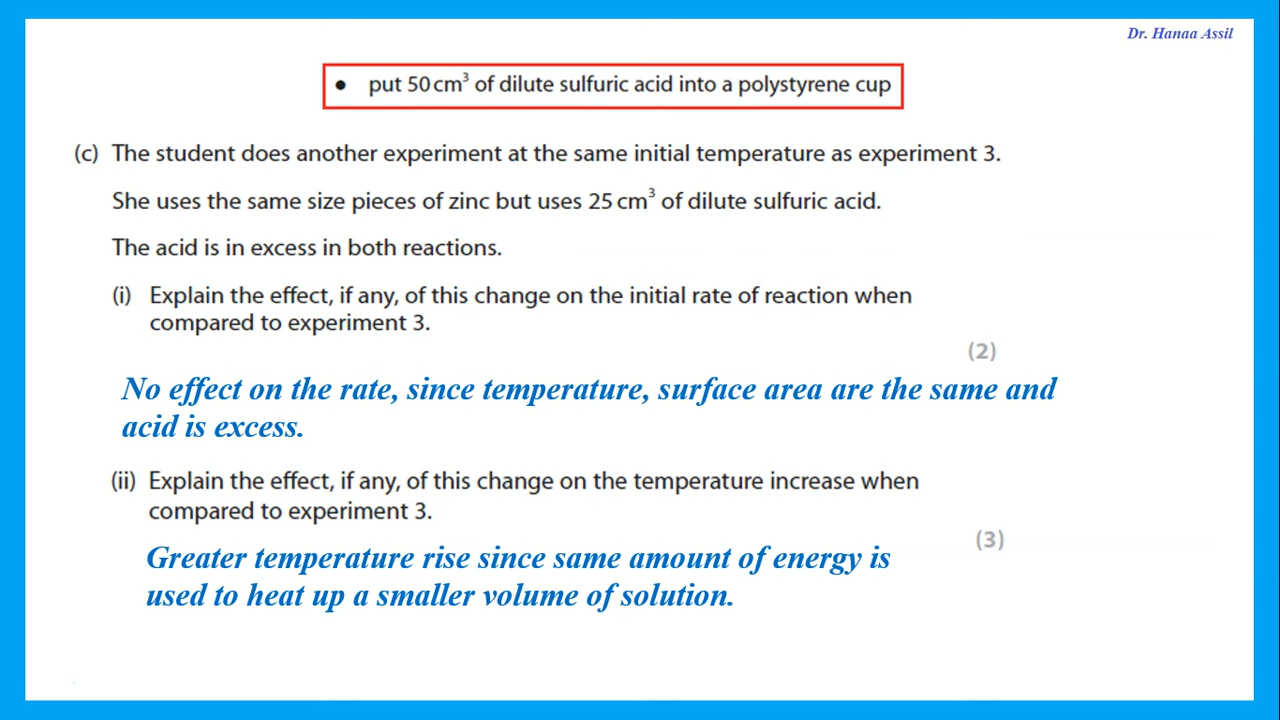 Dr. Hanaa Assil
• put 50 cm³ of dilute sulfuric acid into a polystyrene cup
(c) The student does another experiment at the same initial temperature as experiment 3.
She uses the same size pieces of zinc but uses 25 cm³ of dilute sulfuric acid.
The acid is in excess in both reactions.
(i) Explain the effect, if any, of this change on the initial rate of reaction when
compared to experiment 3.
(2)
No effect on the rate, since temperature, surface area are the same and
acid is excess.
(ii) Explain the effect, if any, of this change on the temperature increase when
compared to experiment 3.
(3)
Greater temperature rise since same amount of energy is
used to heat up a smaller volume of solution.